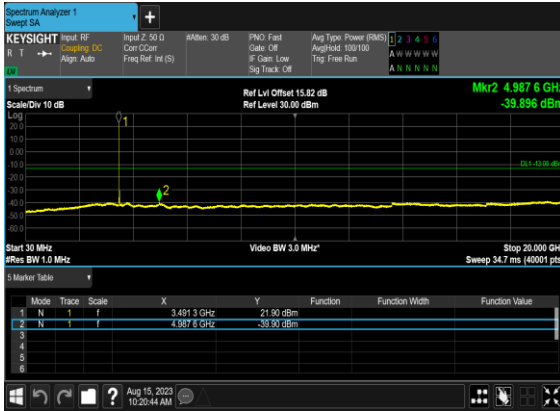 Spectrum Analyzer 1
Swept SA
+
KEYSIGHT
R T
LV
Input: RF
Coupling: DC
Align: Auto
Input Z: 50 Ω
Corr CCorr
Freq Ref: Int (S)
#Atten: 30 dB
PNO: Fast
Gate: Off
IF Gain: Low
Sig Track: Off
Avg Type: Power (RMS)
Avg|Hold: 100/100
Trig: Free Run
1 2 3 4 5 6
A W W W W W
A N N N N N
1 Spectrum
Scale/Div 10 dB
Ref Lvl Offset 15.82 dB
Ref Level 30.00 dBm
Mkr2 4.987 6 GHz
-39.896 dBm
Log
20.0
10.0
0.00
-10.0
-20.0
-30.0
-40.0
-50.0
-60.0
1
2
DL1 -13.00 dBm
Start 30 MHz
#Res BW 1.0 MHz
Video BW 3.0 MHz*
Stop 20.000 GHz
Sweep 34.7 ms (40001 pts)
5 Marker Table
Mode Trace Scale X Y Function Function Width Function Value
1 N 1 f 3.491 3 GHz 21.90 dBm
2 N 1 f 4.987 6 GHz -39.90 dBm
3
4
5
6
?
Aug 15, 2023
10:20:44 AM